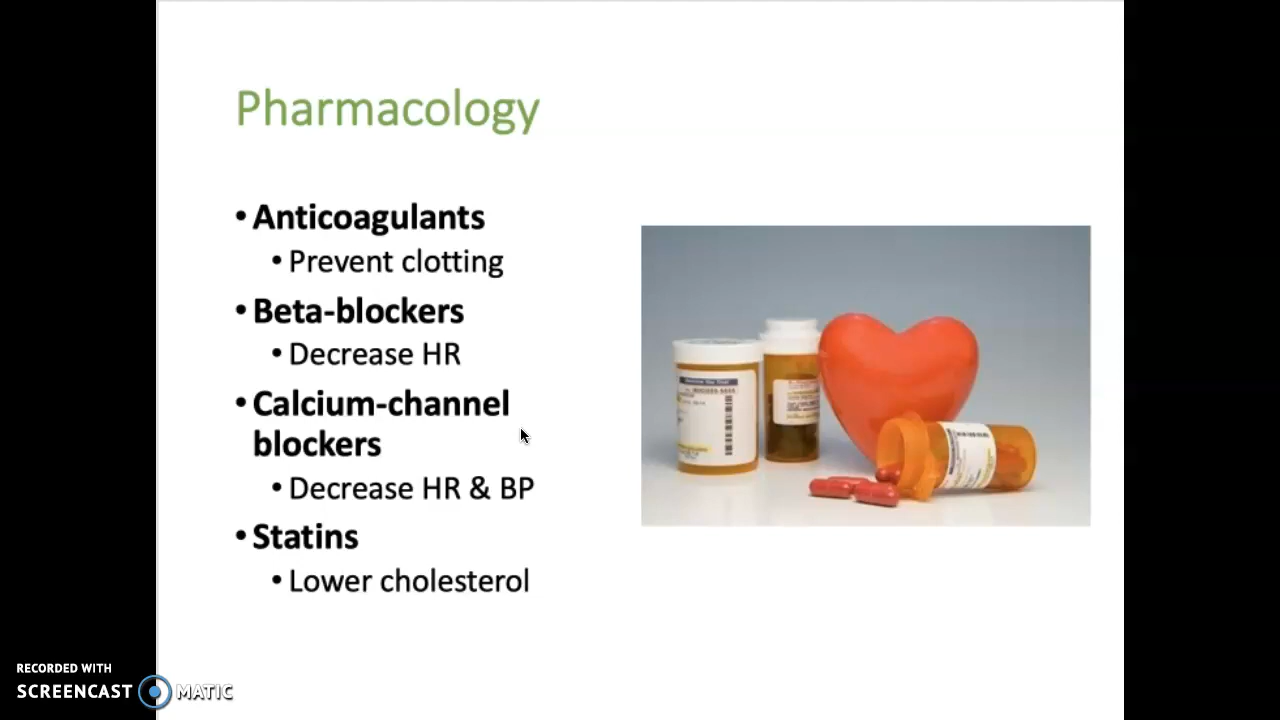 Pharmacology
• Anticoagulants
• Prevent clotting
• Beta-blockers
• Decrease HR
• Calcium-channel
blockers
• Decrease HR & BP
• Statins
• Lower cholesterol
RECORDED WITH
SCREENCAST MATIC